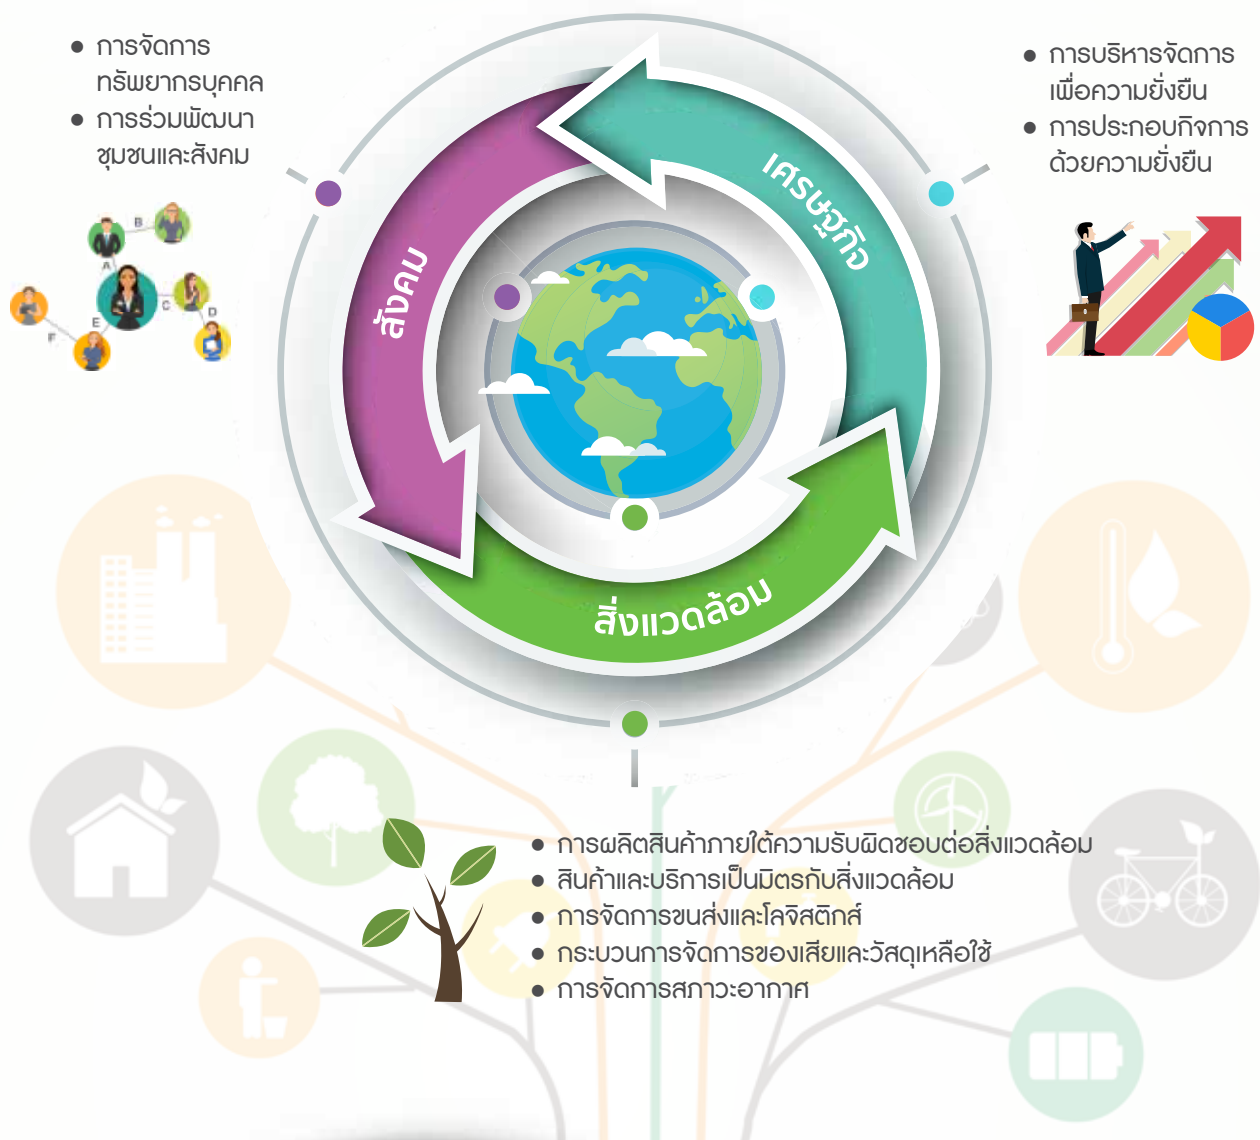 การจัดการ
ทรัพยากรบุคคล
การร่วมพัฒนา
ชุมชนและสังคม
การบริหารจัดการ
เพื่อความยั่งยืน
การประกอบกิจการ
ด้วยความยั่งยืน
เศรษฐกิจ
สังคม
สิ่งแวดล้อม
B
A
C
D
E
F
การผลิตสินค้าภายใต้ความรับผิดชอบต่อสิ่งแวดล้อม
สินค้าและบริการเป็นมิตรกับสิ่งแวดล้อม
การจัดการขนส่งและโลจิสติกส์
กระบวนการจัดการของเสียและวัสดุเหลือใช้
การจัดการสภาวะอากาศ